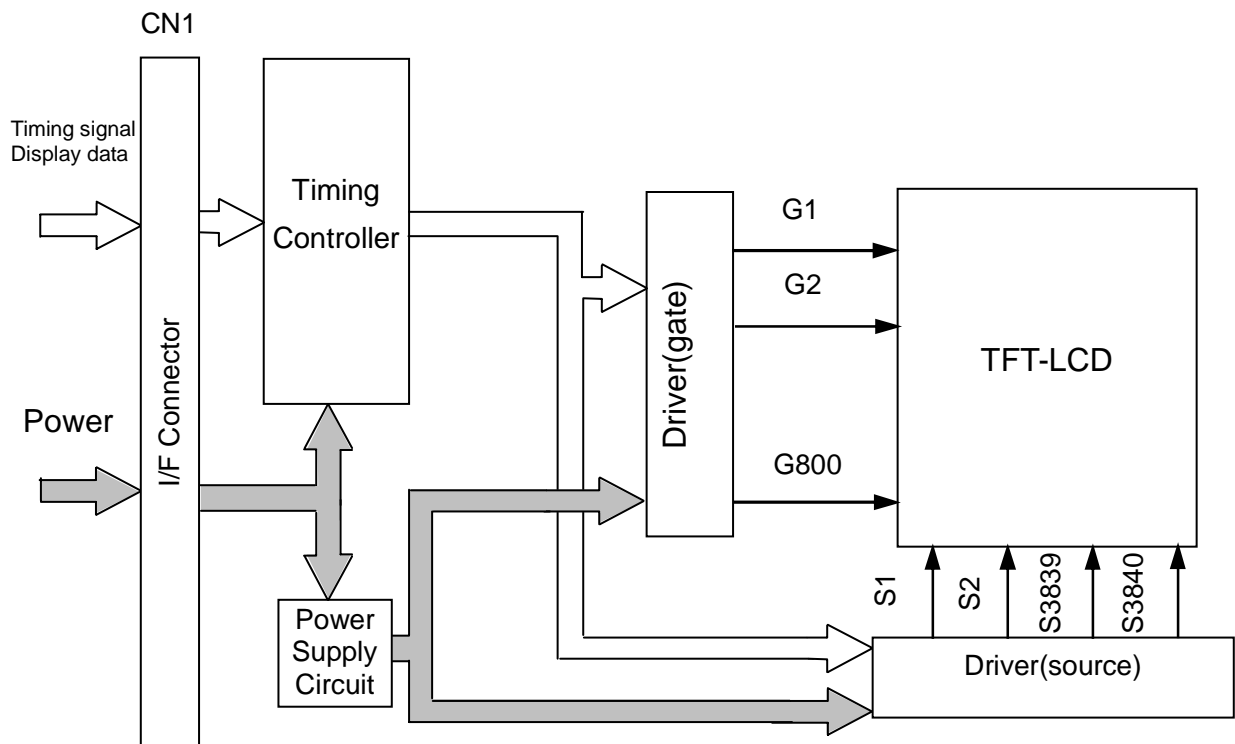 CN1
Timing signal
Display data
Power
I/F Connector
Timing
Controller
Power
Supply
Circuit
Driver(gate)
G1
G2
G800
TFT-LCD
S1
S2
S3839
S3840
Driver(source)